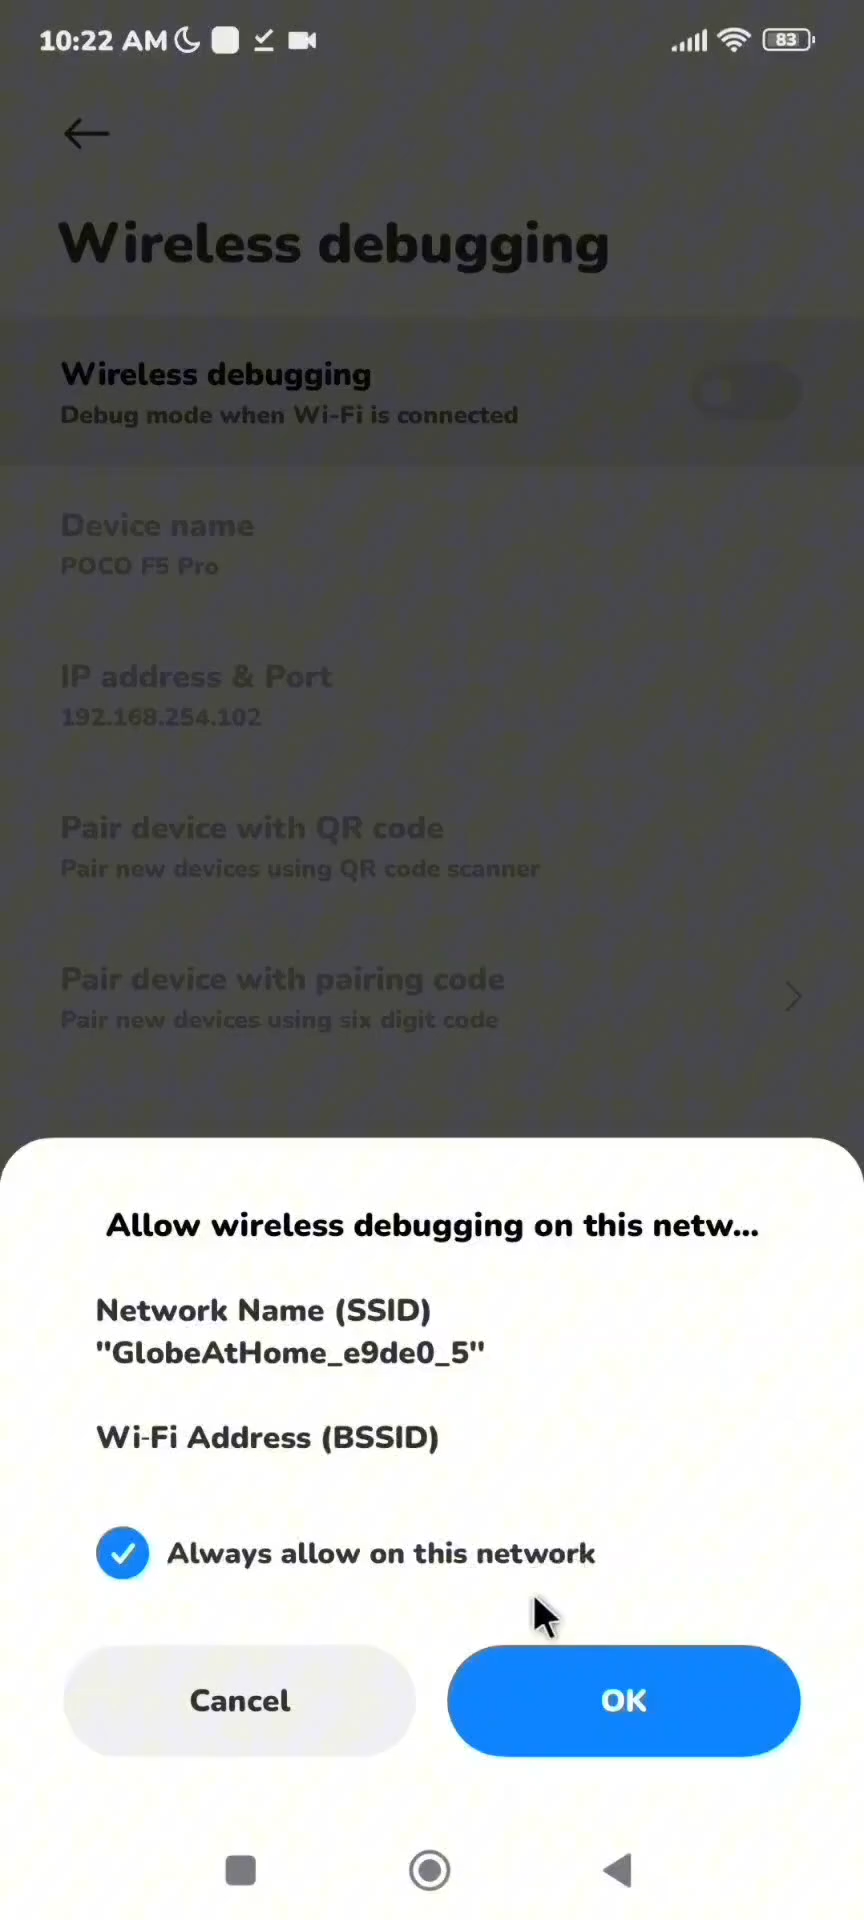 10:22 AM
83
Wireless debugging
Wireless debugging
Debug mode when Wi-Fi is connected
Device name
POCO F5 Pro
IP address & Port
192.168.254.102
Pair device with QR code
Pair new devices using QR code scanner
Pair device with pairing code
Pair new devices using six digit code
Allow wireless debugging on this netw...
Network Name (SSID)
"GlobeAtHome_e9de0_5"
Wi-Fi Address (BSSID)
Always allow on this network
Cancel
OK